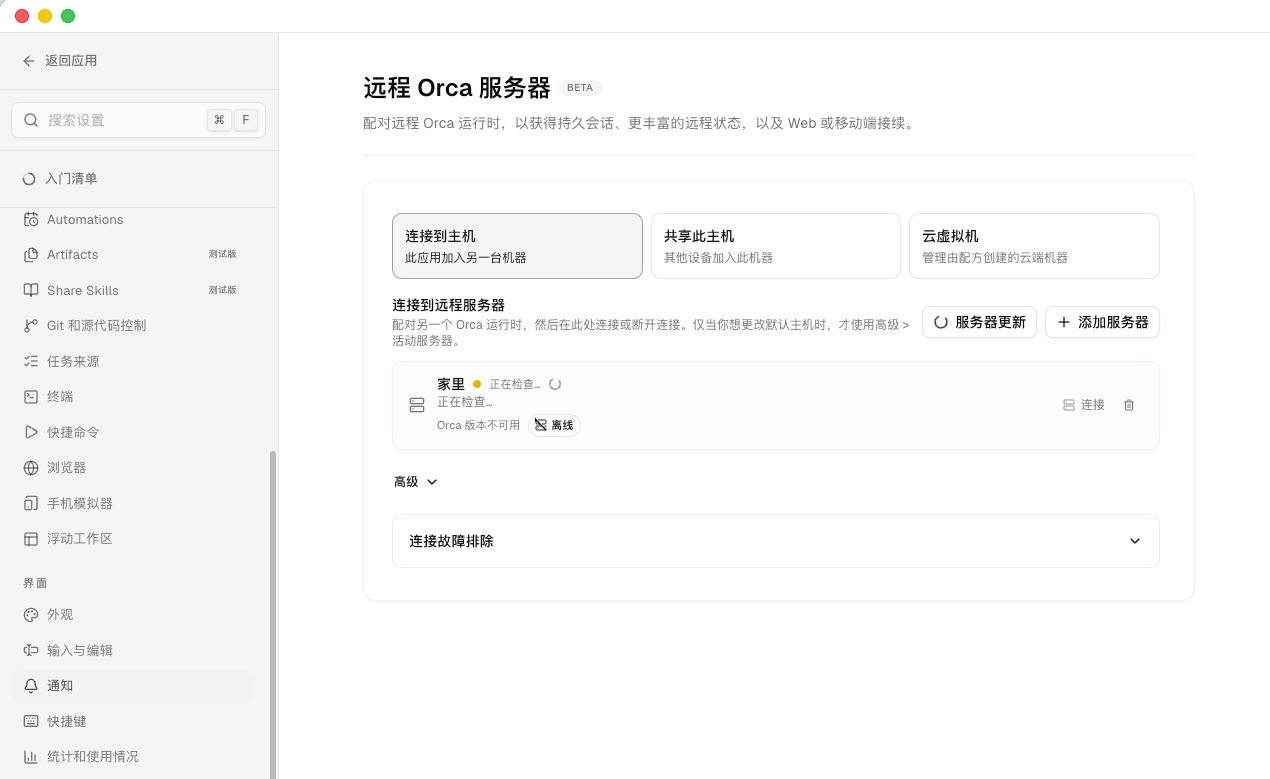 返回应用
搜索设置
⌘ F
入门清单
Automations
Artifacts 测试版
Share Skills 测试版
Git 和源代码控制
任务来源
终端
快捷命令
浏览器
手机模拟器
浮动工作区
界面
外观
输入与编辑
通知
快捷键
统计和使用情况
远程 Orca 服务器 BETA
配对远程 Orca 运行时，以获得持久会话、更丰富的远程状态，以及 Web 或移动端接续。
连接到主机
此应用加入另一台机器
共享此主机
其他设备加入此机器
云虚拟机
管理由配方创建的云端机器
连接到远程服务器
配对另一个 Orca 运行时，然后在此处连接或断开连接。仅当你想更改默认主机时，才使用高级 >
活动服务器。
服务器更新
添加服务器
家里 正在检查…
正在检查…
Orca 版本不可用 离线
连接
高级
连接故障排除